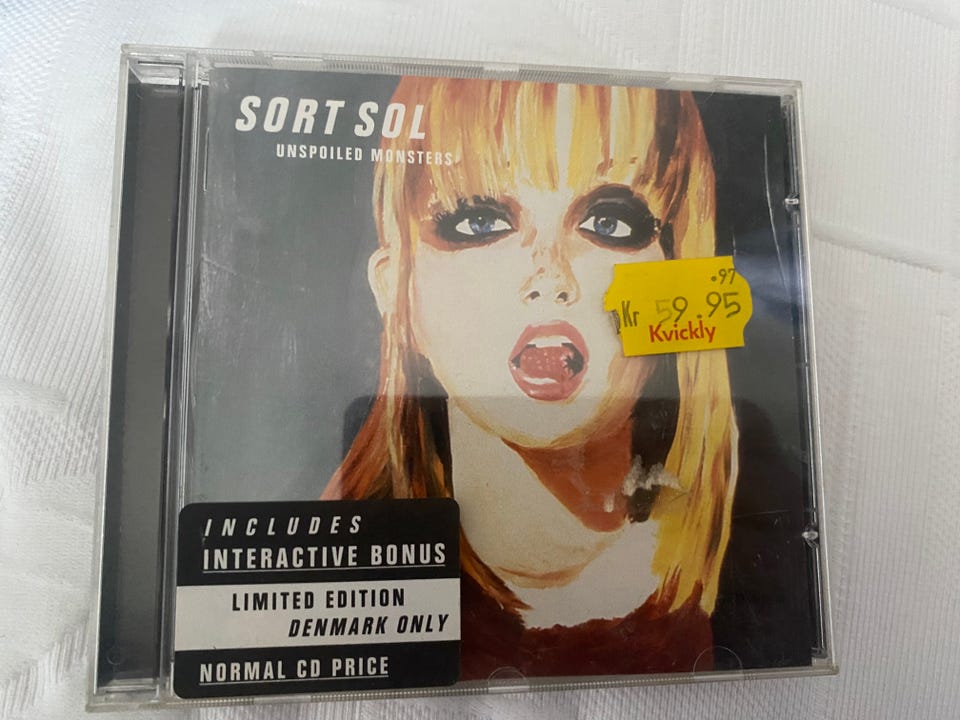 SORT SOL
UNSPOILED MONSTERS
.97
Kr 59.95
Kvickly
INCLUDES
INTERACTIVE BONUS
LIMITED EDITION
DENMARK ONLY
NORMAL CD PRICE